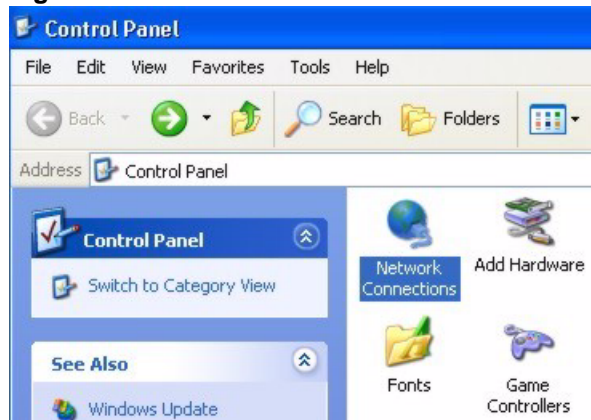 Control Panel
File Edit View Favorites Tools Help
Back Search Folders
Address Control Panel
Control Panel
Switch to Category View
See Also
Windows Update
Network Connections
Add Hardware
Fonts
Game Controllers